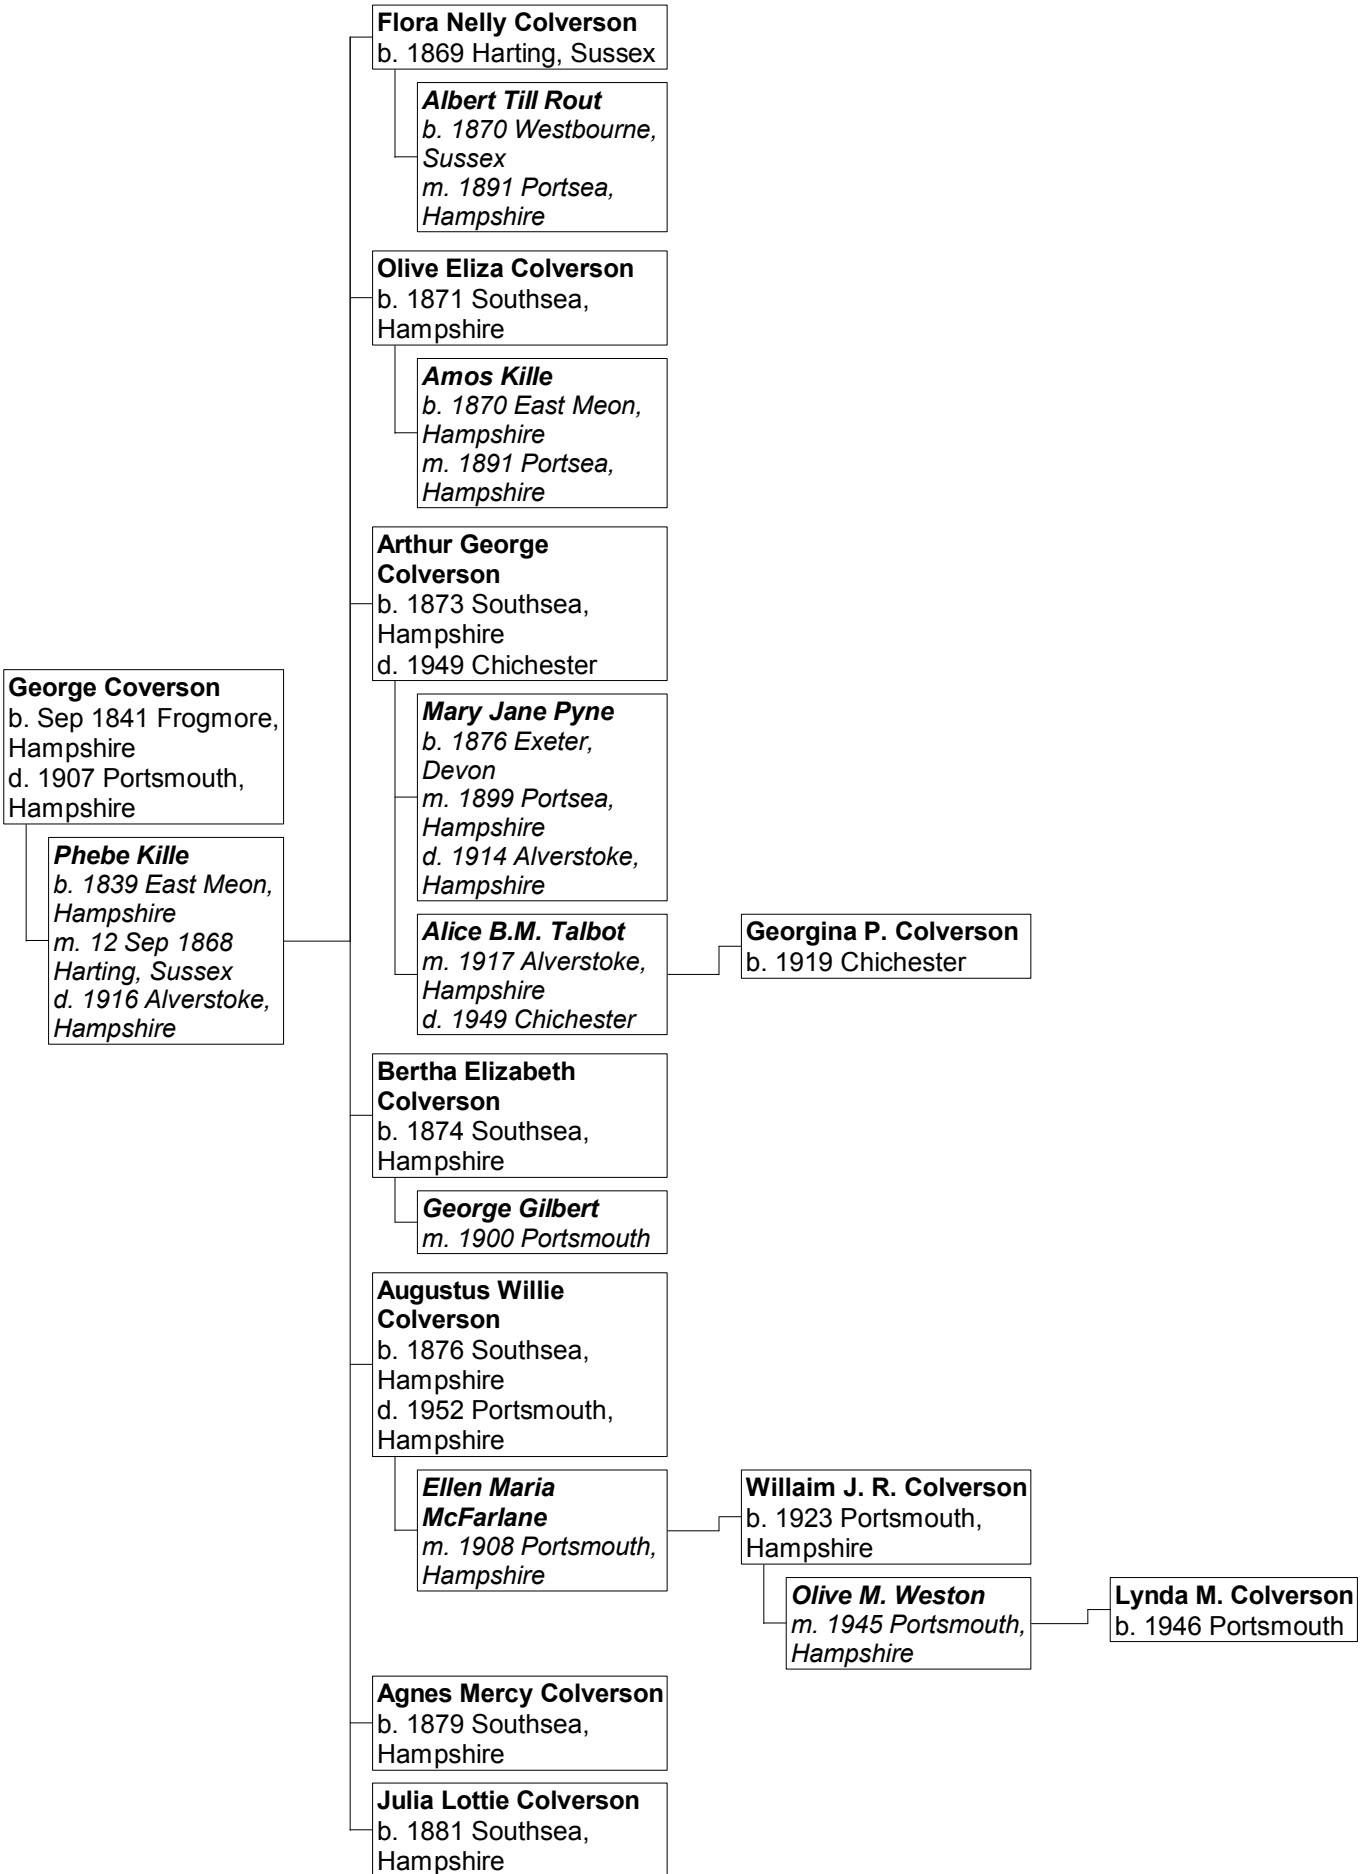 Flora Nelly Colverson
b. 1869 Harting, Sussex
Albert Till Rout
b. 1870 Westbourne,
Sussex
m. 1891 Portsea,
Hampshire
Olive Eliza Colverson
b. 1871 Southsea,
Hampshire
Amos Kille
b. 1870 East Meon,
Hampshire
m. 1891 Portsea,
Hampshire
Arthur George
Colverson
b. 1873 Southsea,
Hampshire
d. 1949 Chichester
George Coverson
b. Sep 1841 Frogmore,
Hampshire
d. 1907 Portsmouth,
Hampshire
Mary Jane Pyne
b. 1876 Exeter,
Devon
m. 1899 Portsea,
Hampshire
d. 1914 Alverstoke,
Hampshire
Phebe Kille
b. 1839 East Meon,
Hampshire
m. 12 Sep 1868
Harting, Sussex
d. 1916 Alverstoke,
Hampshire
Alice B.M. Talbot
m. 1917 Alverstoke,
Hampshire
d. 1949 Chichester
Georgina P. Colverson
b. 1919 Chichester
Bertha Elizabeth
Colverson
b. 1874 Southsea,
Hampshire
George Gilbert
m. 1900 Portsmouth
Augustus Willie
Colverson
b. 1876 Southsea,
Hampshire
d. 1952 Portsmouth,
Hampshire
Ellen Maria
McFarlane
m. 1908 Portsmouth,
Hampshire
Willaim J. R. Colverson
b. 1923 Portsmouth,
Hampshire
Olive M. Weston
m. 1945 Portsmouth,
Hampshire
Lynda M. Colverson
b. 1946 Portsmouth
Agnes Mercy Colverson
b. 1879 Southsea,
Hampshire
Julia Lottie Colverson
b. 1881 Southsea,
Hampshire